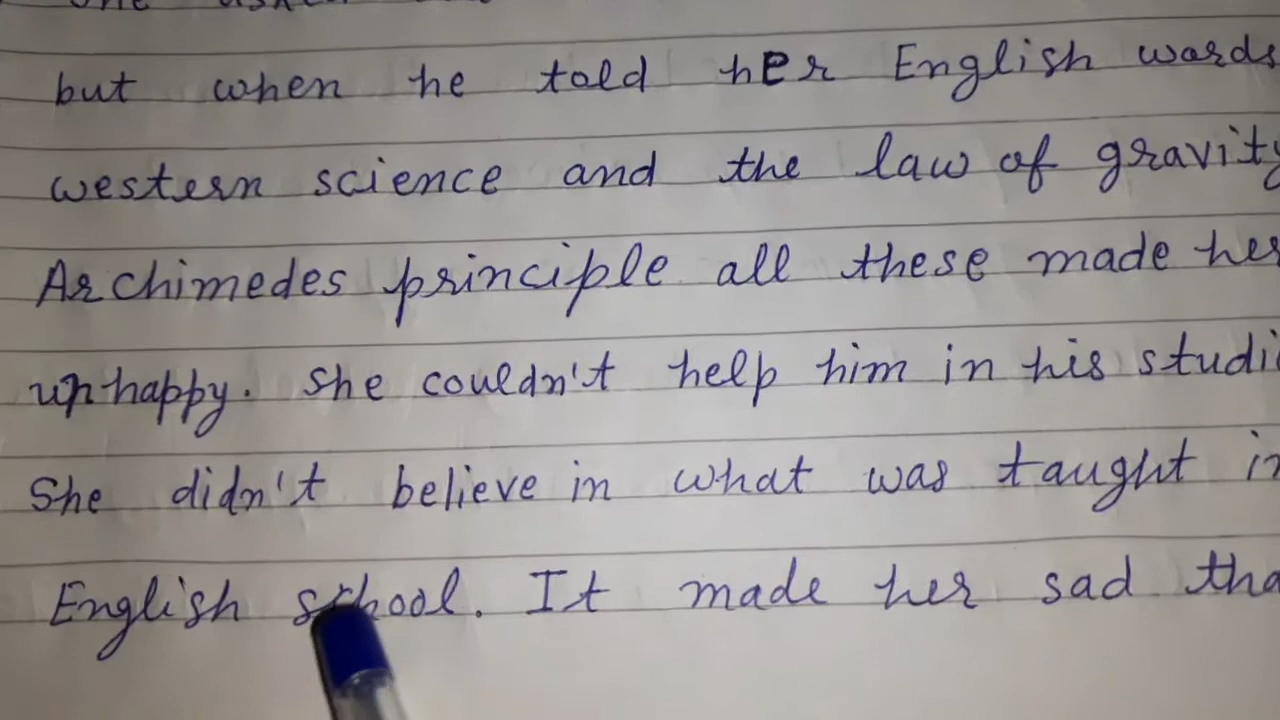 but when he told her English words
western science and the law of gravity
Archimedes principle all these made her
unhappy. She couldn't help him in his studi
She didn't believe in what was taught in
English school. It made her sad tha